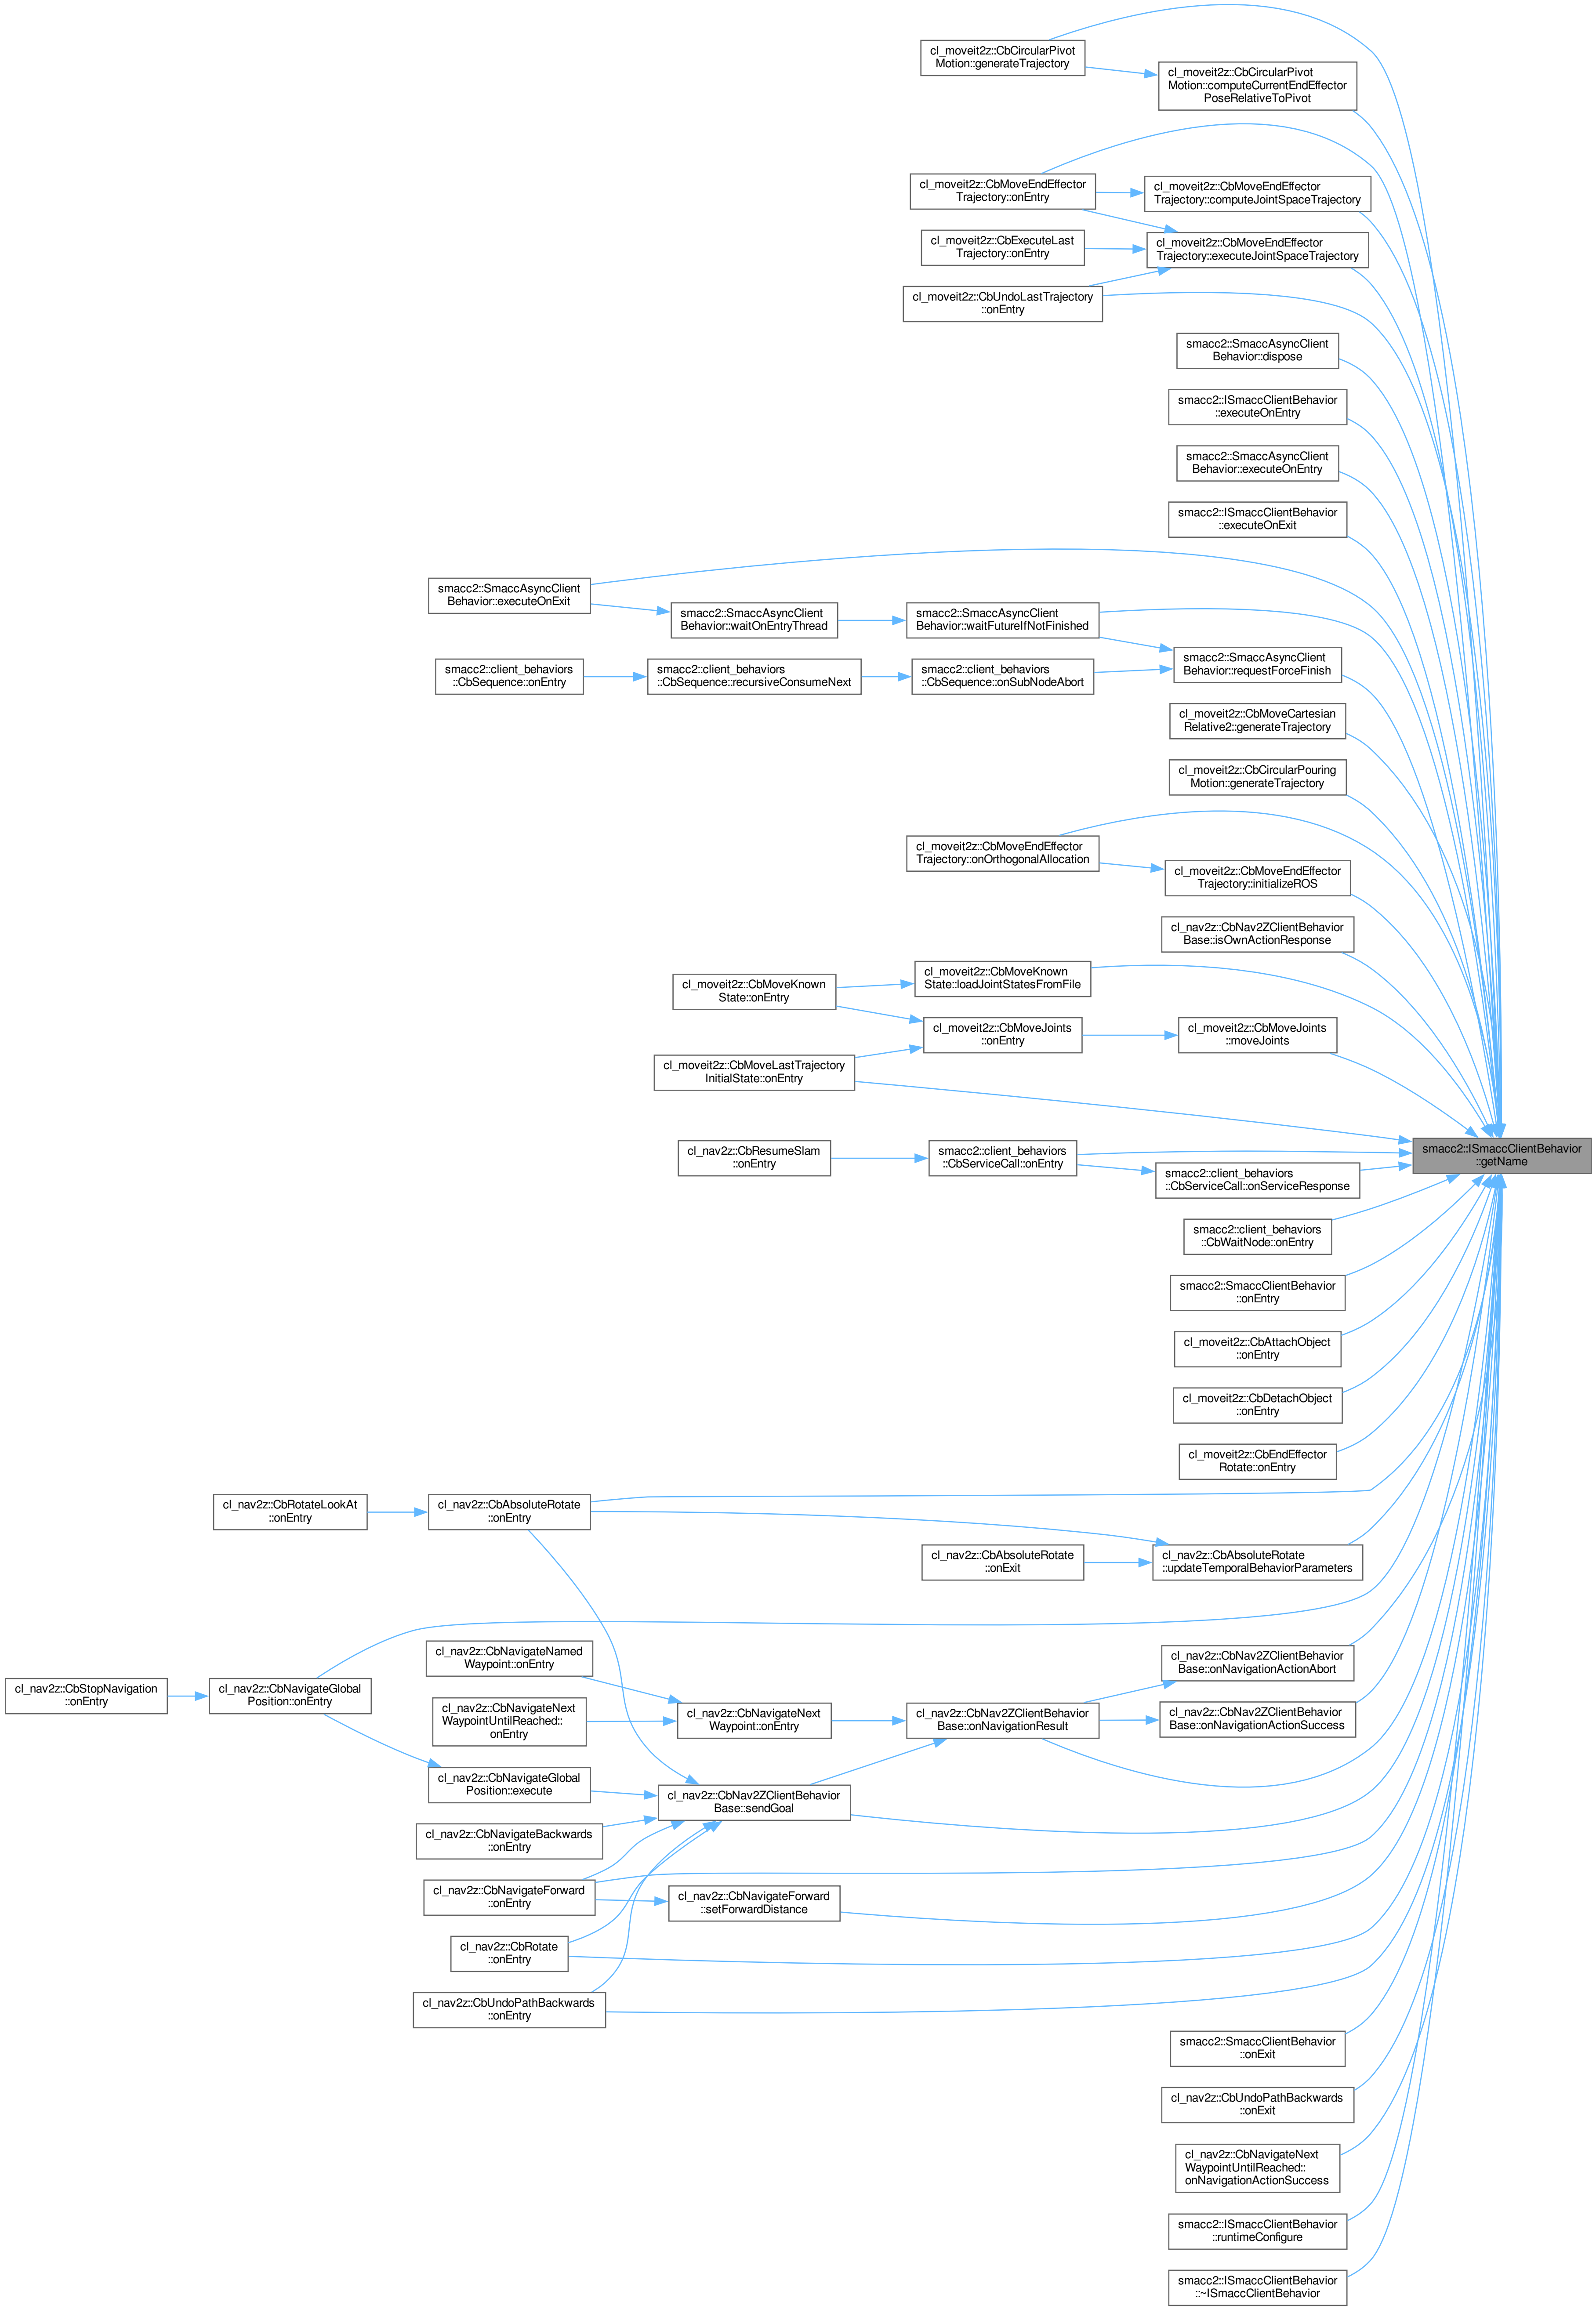 cl_moveit2z::CbCircularPivot
Motion::generateTrajectory
cl_moveit2z::CbCircularPivot
Motion::computeCurrentEndEffector
PoseRelativeToPivot
cl_moveit2z::CbMoveEndEffector
Trajectory::onEntry
cl_moveit2z::CbMoveEndEffector
Trajectory::computeJointSpaceTrajectory
cl_moveit2z::CbExecuteLast
Trajectory::onEntry
cl_moveit2z::CbMoveEndEffector
Trajectory::executeJointSpaceTrajectory
cl_moveit2z::CbUndoLastTrajectory
::onEntry
smacc2::SmaccAsyncClient
Behavior::dispose
smacc2::ISmaccClientBehavior
::executeOnEntry
smacc2::SmaccAsyncClient
Behavior::executeOnEntry
smacc2::ISmaccClientBehavior
::executeOnExit
smacc2::SmaccAsyncClient
Behavior::executeOnExit
smacc2::SmaccAsyncClient
Behavior::waitOnEntryThread
smacc2::SmaccAsyncClient
Behavior::waitFutureIfNotFinished
smacc2::client_behaviors
::CbSequence::onEntry
smacc2::client_behaviors
::CbSequence::recursiveConsumeNext
smacc2::client_behaviors
::CbSequence::onSubNodeAbort
smacc2::SmaccAsyncClient
Behavior::requestForceFinish
cl_moveit2z::CbMoveCartesian
Relative2::generateTrajectory
cl_moveit2z::CbCircularPouring
Motion::generateTrajectory
cl_moveit2z::CbMoveEndEffector
Trajectory::onOrthogonalAllocation
cl_moveit2z::CbMoveEndEffector
Trajectory::initializeROS
cl_nav2z::CbNav2ZClientBehavior
Base::isOwnActionResponse
cl_moveit2z::CbMoveKnown
State::onEntry
cl_moveit2z::CbMoveKnown
State::loadJointStatesFromFile
cl_moveit2z::CbMoveJoints
::onEntry
cl_moveit2z::CbMoveJoints
::moveJoints
cl_moveit2z::CbMoveLastTrajectory
InitialState::onEntry
smacc2::ISmaccClientBehavior
::getName
cl_nav2z::CbResumeSlam
::onEntry
smacc2::client_behaviors
::CbServiceCall::onEntry
smacc2::client_behaviors
::CbServiceCall::onServiceResponse
smacc2::client_behaviors
::CbWaitNode::onEntry
smacc2::SmaccClientBehavior
::onEntry
cl_moveit2z::CbAttachObject
::onEntry
cl_moveit2z::CbDetachObject
::onEntry
cl_moveit2z::CbEndEffector
Rotate::onEntry
cl_nav2z::CbRotateLookAt
::onEntry
cl_nav2z::CbAbsoluteRotate
::onEntry
cl_nav2z::CbAbsoluteRotate
::onExit
cl_nav2z::CbAbsoluteRotate
::updateTemporalBehaviorParameters
cl_nav2z::CbNavigateNamed
Waypoint::onEntry
cl_nav2z::CbNav2ZClientBehavior
Base::onNavigationActionAbort
cl_nav2z::CbStopNavigation
::onEntry
cl_nav2z::CbNavigateGlobal
Position::onEntry
cl_nav2z::CbNavigateNext
WaypointUntilReached::
onEntry
cl_nav2z::CbNavigateNext
Waypoint::onEntry
cl_nav2z::CbNav2ZClientBehavior
Base::onNavigationResult
cl_nav2z::CbNav2ZClientBehavior
Base::onNavigationActionSuccess
cl_nav2z::CbNavigateGlobal
Position::execute
cl_nav2z::CbNav2ZClientBehavior
Base::sendGoal
cl_nav2z::CbNavigateBackwards
::onEntry
cl_nav2z::CbNavigateForward
::onEntry
cl_nav2z::CbNavigateForward
::setForwardDistance
cl_nav2z::CbRotate
::onEntry
cl_nav2z::CbUndoPathBackwards
::onEntry
smacc2::SmaccClientBehavior
::onExit
cl_nav2z::CbUndoPathBackwards
::onExit
cl_nav2z::CbNavigateNext
WaypointUntilReached::
onNavigationActionSuccess
smacc2::ISmaccClientBehavior
::runtimeConfigure
smacc2::ISmaccClientBehavior
::~ISmaccClientBehavior